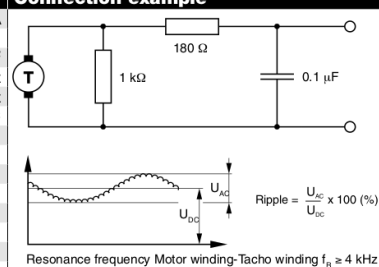 Connection example
180 Ω
T
1 kΩ
0.1 µF
U_AC
U_DC
Ripple = U_AC / U_DC x 100 (%)
Resonance frequency Motor winding-Tacho winding f_R ≥ 4 kHz